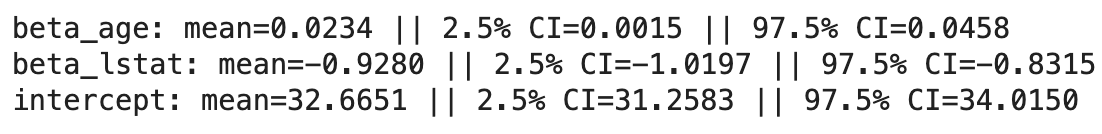 beta_age: mean=0.0234 || 2.5% CI=0.0015 || 97.5% CI=0.0458
beta_lstat: mean=-0.9280 || 2.5% CI=-1.0197 || 97.5% CI=-0.8315
intercept: mean=32.6651 || 2.5% CI=31.2583 || 97.5% CI=34.0150